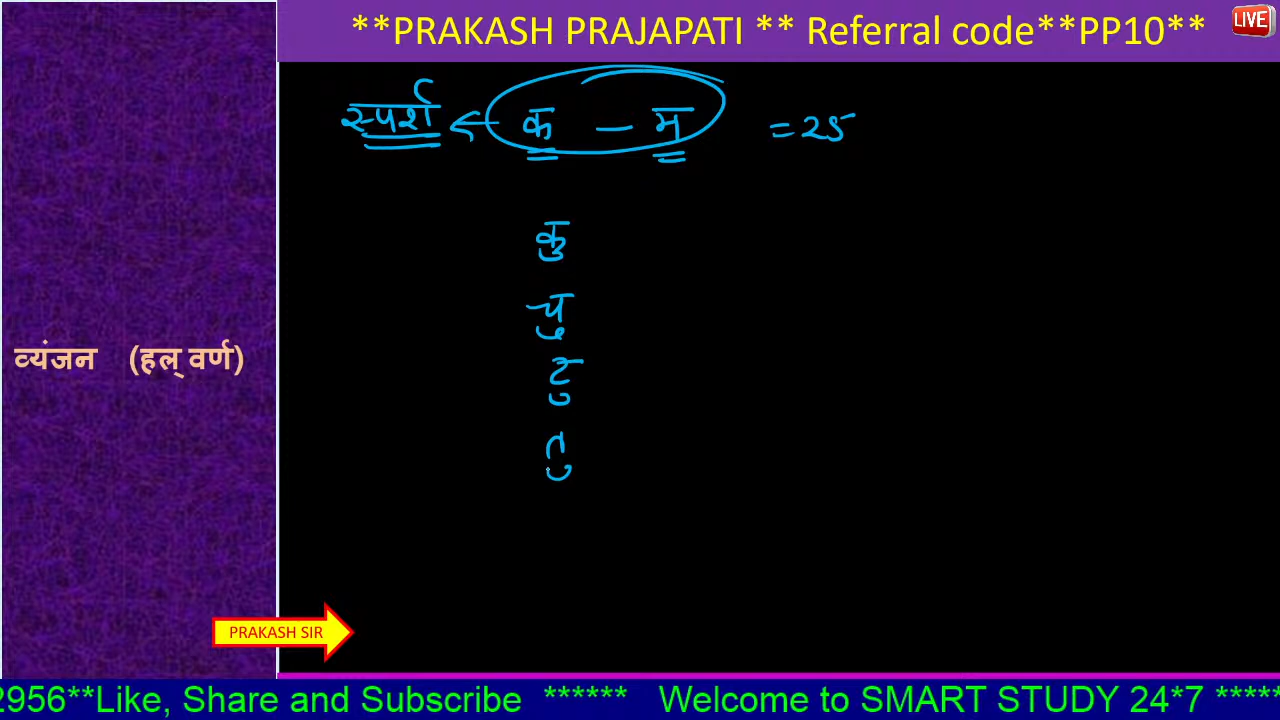 **PRAKASH PRAJAPATI ** Referral code**PP10**
LIVE
स्पर्श < क - म = 25
कु
चु
टु
तु
व्यंजन (हल् वर्ण)
PRAKASH SIR
2956**Like, Share and Subscribe ****** Welcome to SMART STUDY 24*7 *****